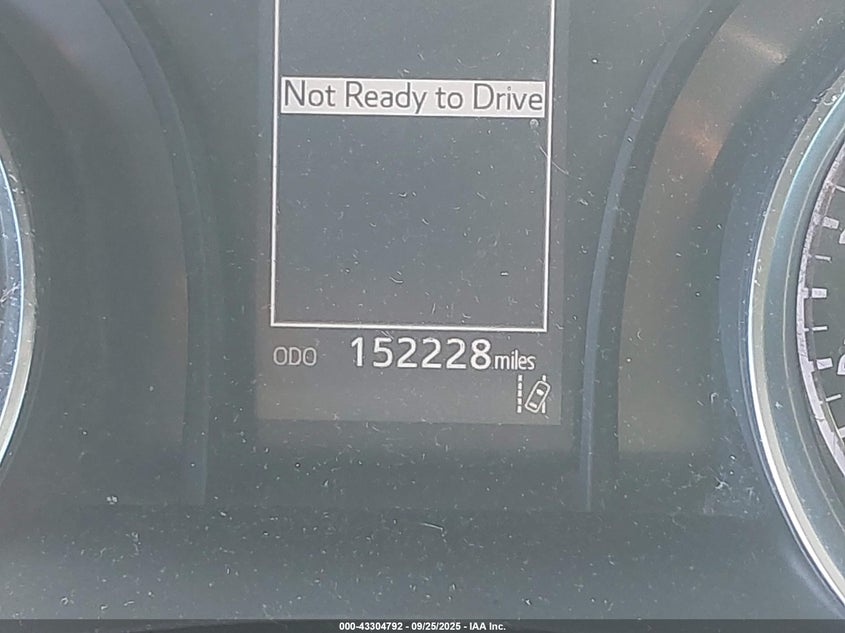 Not Ready to Drive
ODO 152228 miles
000-43304792 - 09/25/2025 - IAA Inc.